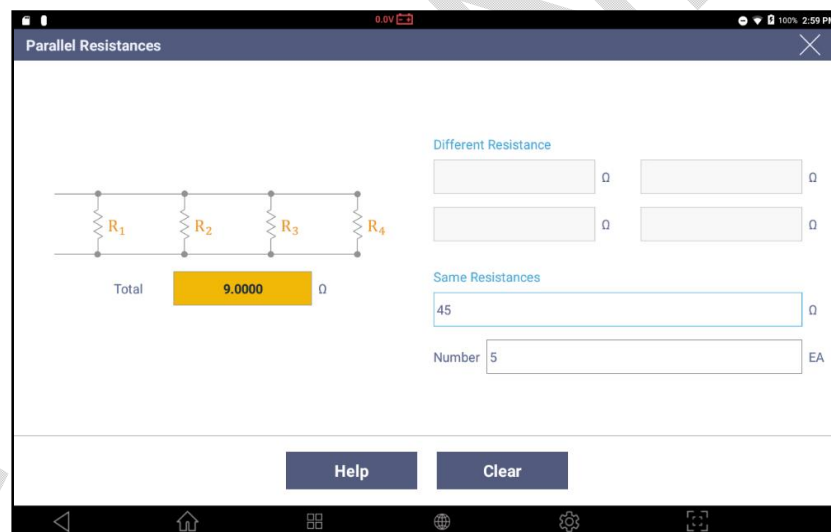 0.0V
100% 2:59 PM
Parallel Resistances
Different Resistance
Ω
Ω
R₁ R₂ R₃ R₄
Ω
Ω
Total 9.0000 Ω
Same Resistances
45 Ω
Number 5 EA
Help Clear